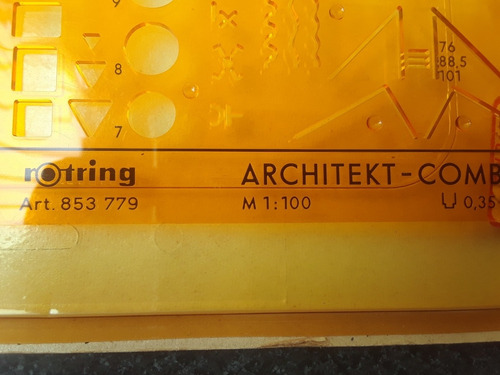 9
8
7
76
88,5
101
rotring
ARCHITEKT-COMB
Art. 853 779
M 1:100
0,35